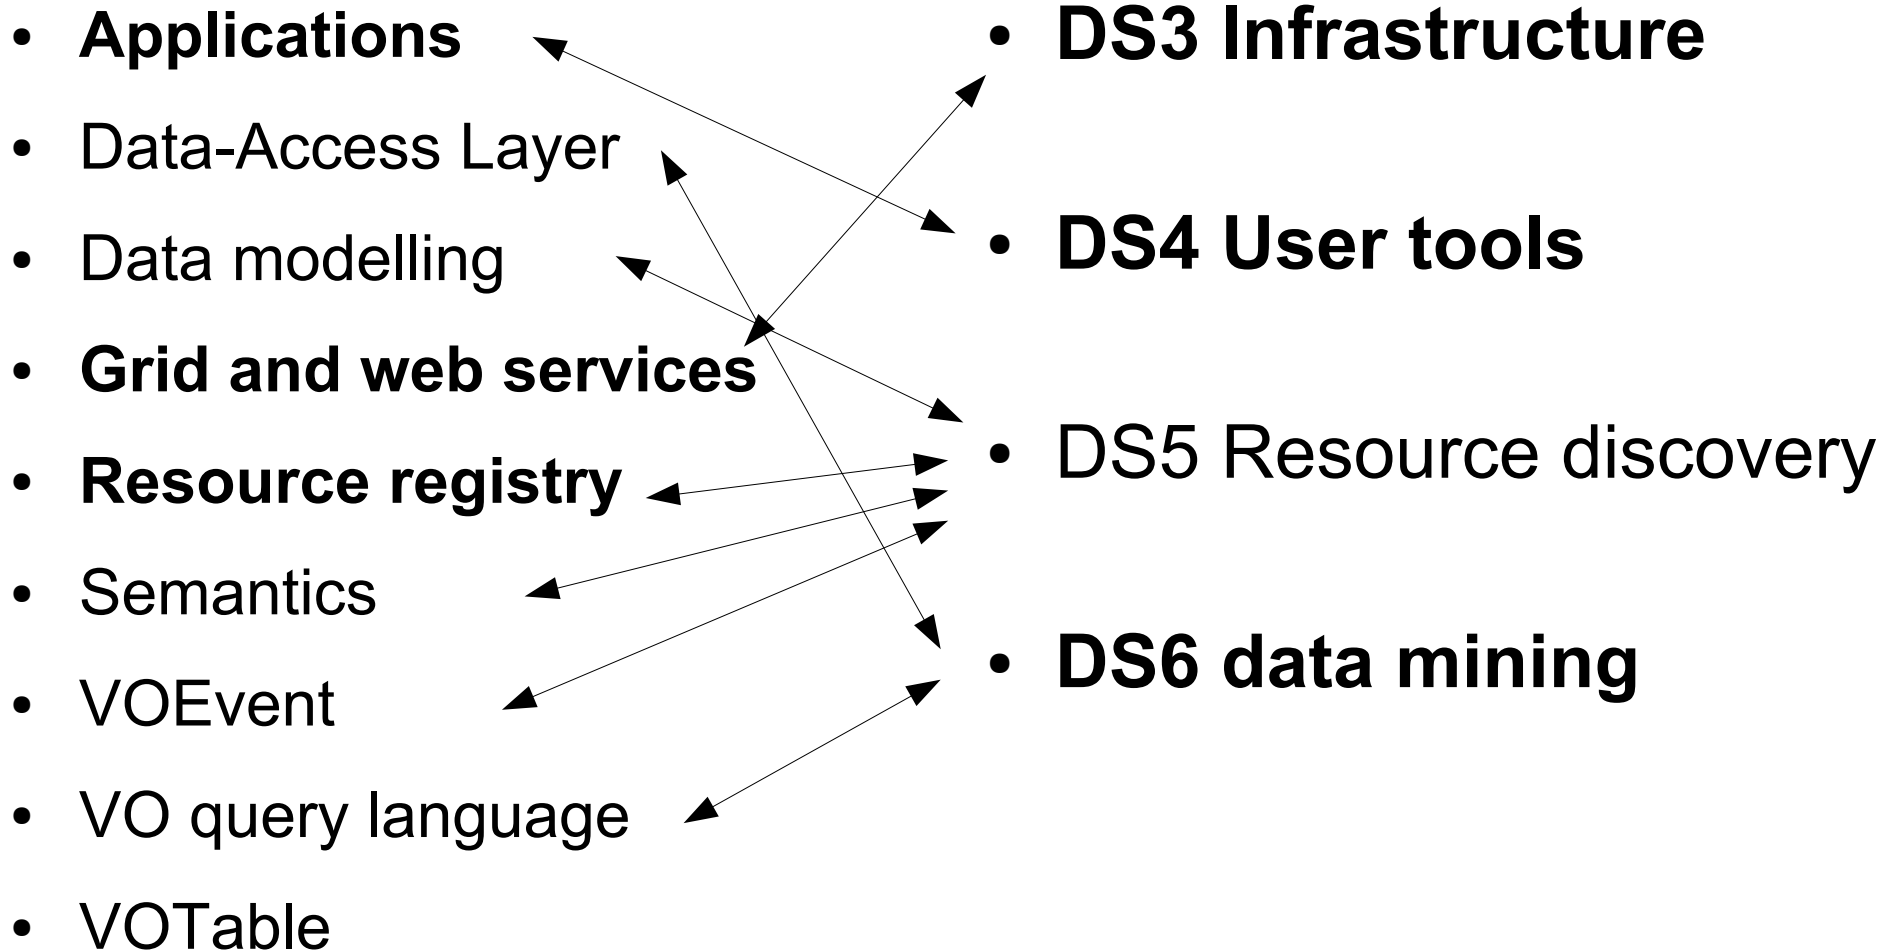 • Applications
• Data-Access Layer
• Data modelling
• Grid and web services
• Resource registry
• Semantics
• VOEvent
• VO query language
• VOTable
• DS3 Infrastructure
• DS4 User tools
• DS5 Resource discovery
• DS6 data mining